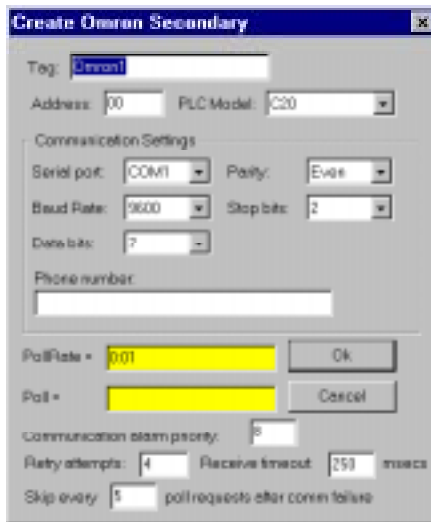 Create Omron Secondary
Tag: Omron1
Address: 00 PLC Model: C20
Communication Settings
Serial port: COM1 Parity: Even
Baud Rate: 9600 Stop bits: 2
Data bits: 7
Phone number:
PollRate = 0:01 Ok
Poll = Cancel
Communication alarm priority: 8
Retry attempts: 4 Receive timeout: 250 msecs
Skip every 5 poll requests after comm failure